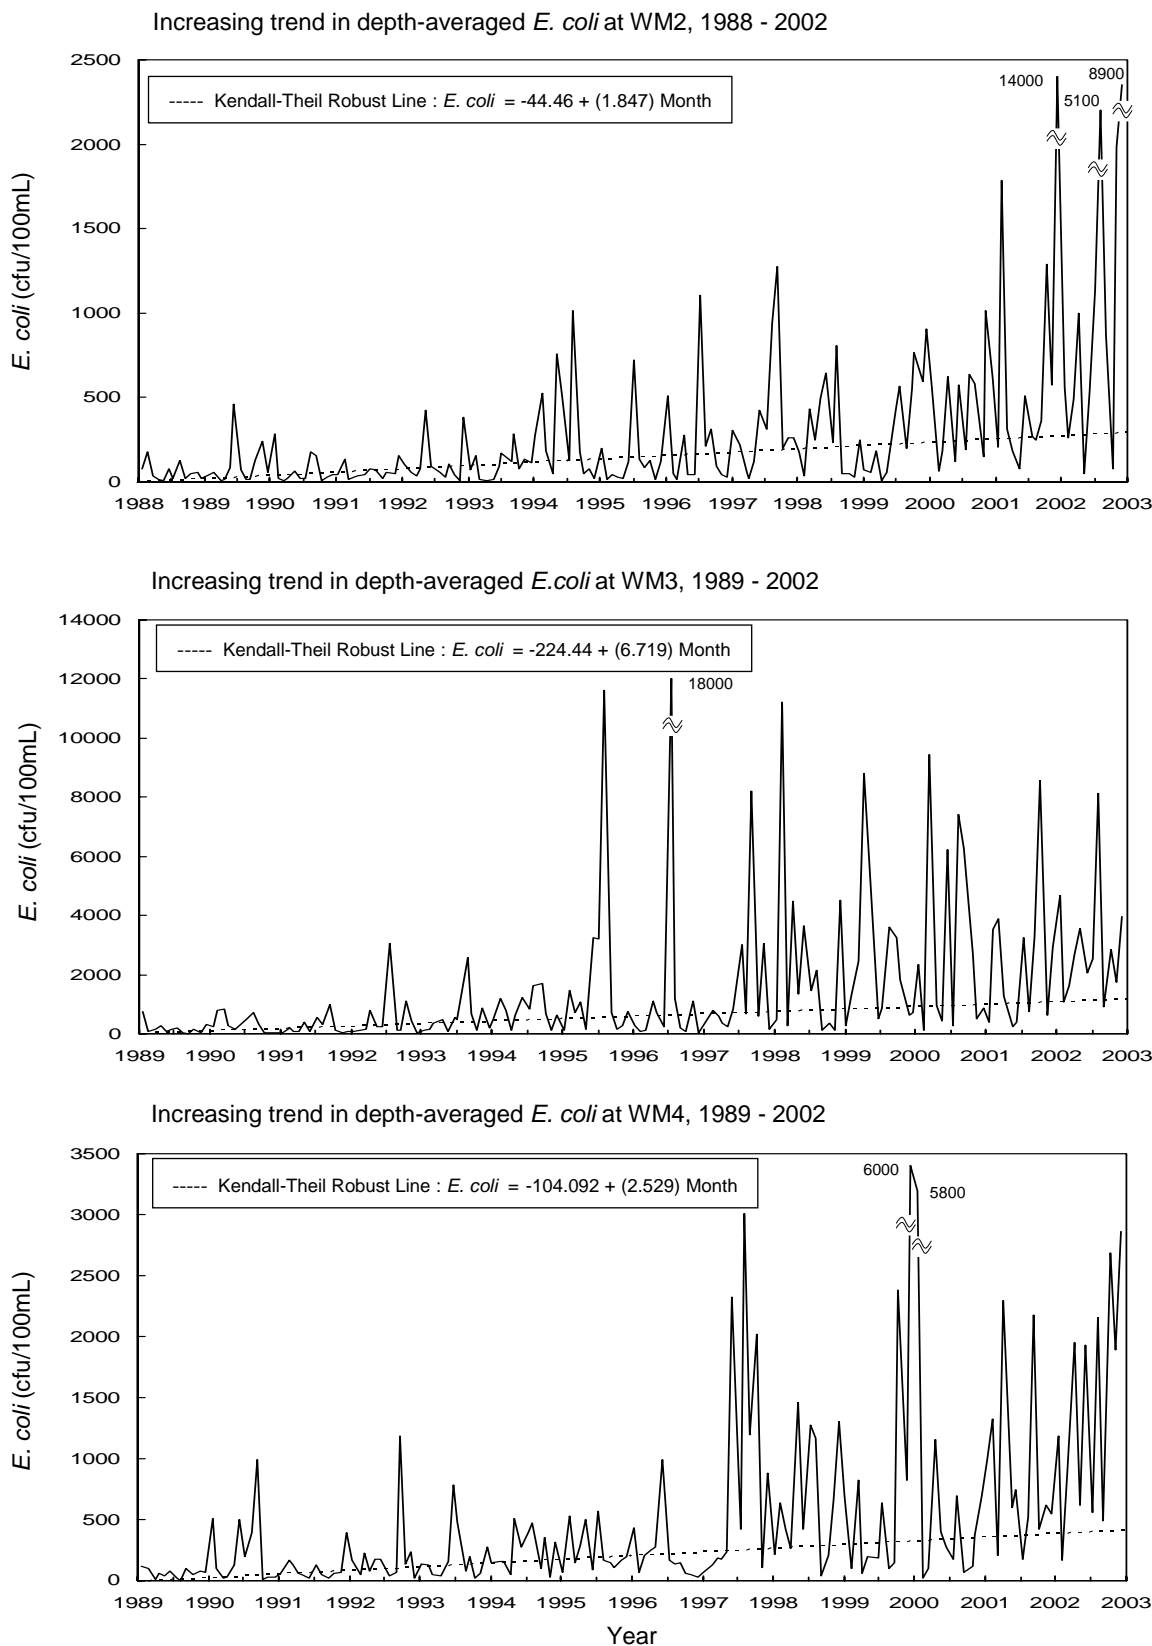 Increasing trend in depth-averaged E. coli at WM2, 1988 - 2002
2500
2000
1500
1000
500
0
E. coli (cfu/100mL)
----- Kendall-Theil Robust Line : E. coli = -44.46 + (1.847) Month
14000
5100
8900
1988 1989 1990 1991 1992 1993 1994 1995 1996 1997 1998 1999 2000 2001 2002 2003
Increasing trend in depth-averaged E.coli at WM3, 1989 - 2002
14000
12000
10000
8000
6000
4000
2000
0
E. coli (cfu/100mL)
----- Kendall-Theil Robust Line : E. coli = -224.44 + (6.719) Month
18000
1989 1990 1991 1992 1993 1994 1995 1996 1997 1998 1999 2000 2001 2002 2003
Increasing trend in depth-averaged E. coli at WM4, 1989 - 2002
3500
3000
2500
2000
1500
1000
500
0
E. coli (cfu/100mL)
----- Kendall-Theil Robust Line : E. coli = -104.092 + (2.529) Month
6000
5800
1989 1990 1991 1992 1993 1994 1995 1996 1997 1998 1999 2000 2001 2002 2003
Year